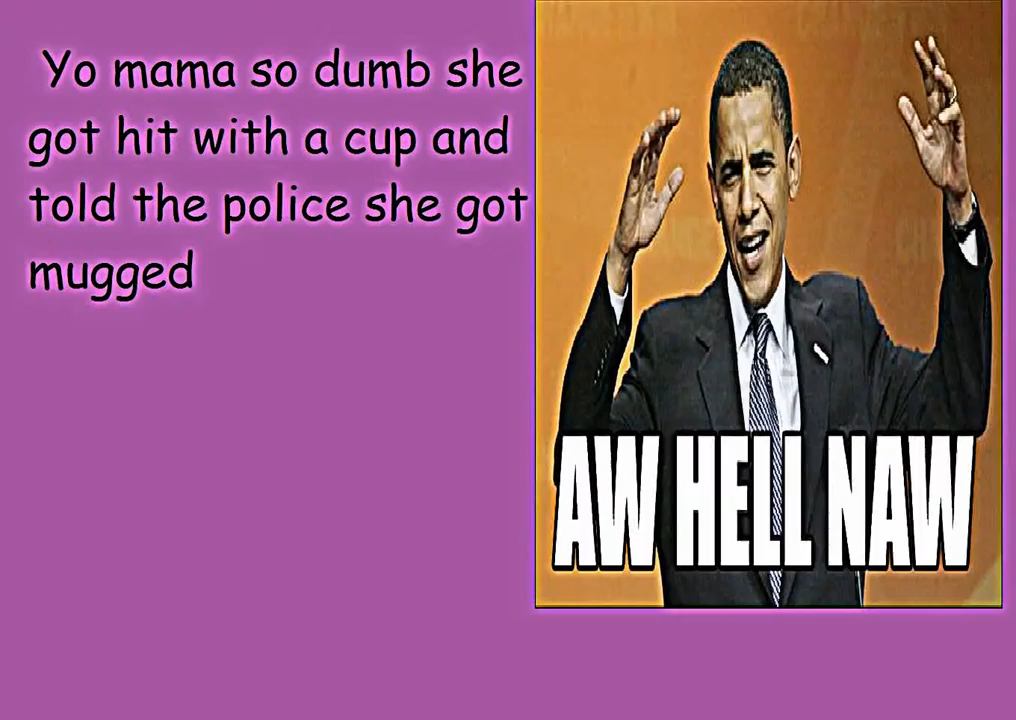 Yo mama so dumb she
got hit with a cup and
told the police she got
mugged
AW HELL NAW